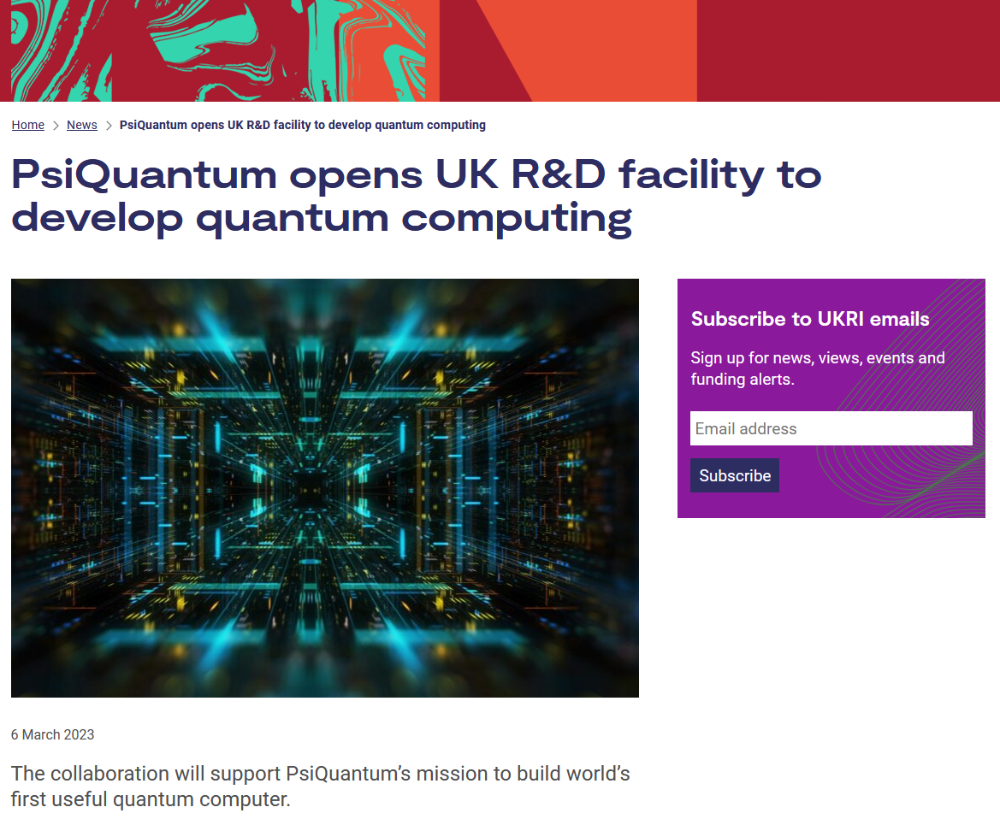 Home > News > PsiQuantum opens UK R&D facility to develop quantum computing
PsiQuantum opens UK R&D facility to
develop quantum computing
Subscribe to UKRI emails
Sign up for news, views, events and
funding alerts.
Email address
Subscribe
6 March 2023
The collaboration will support PsiQuantum’s mission to build world’s
first useful quantum computer.